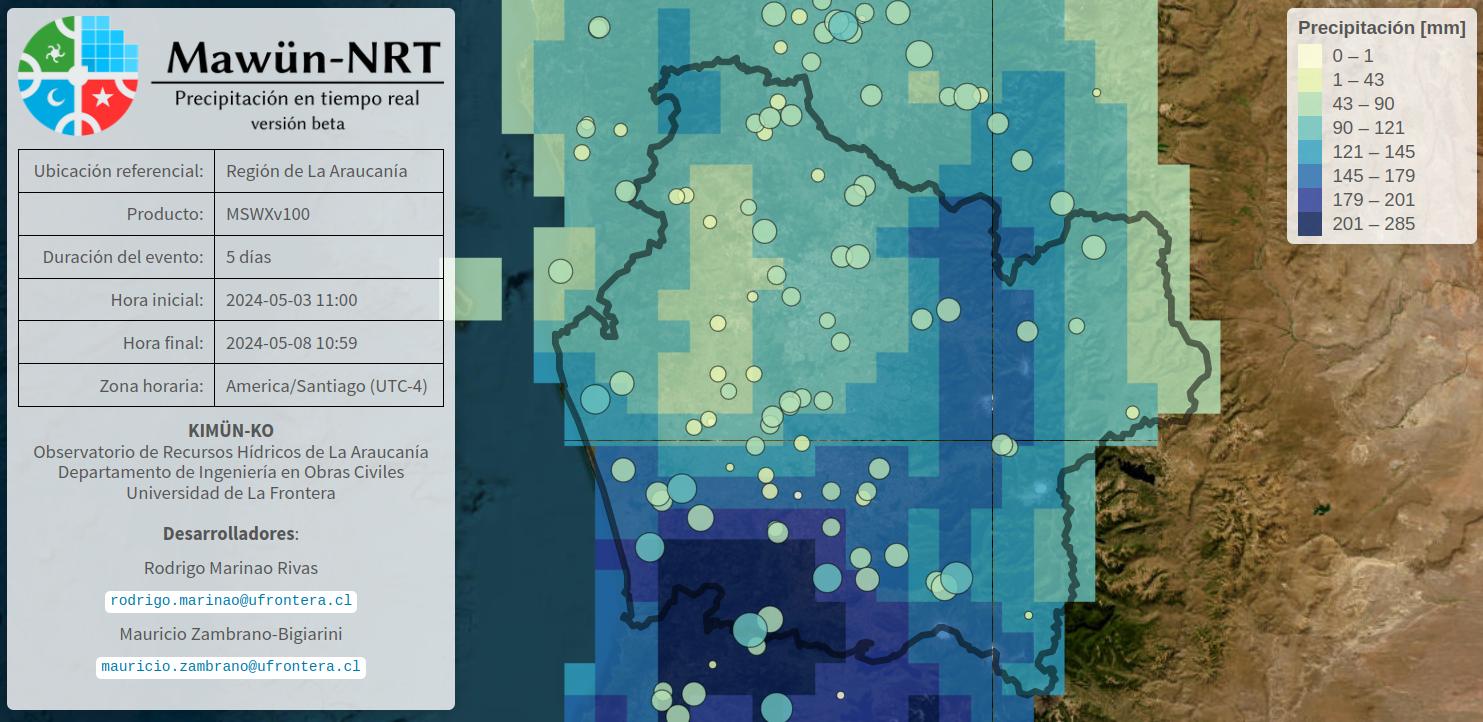 Mawün-NRT
Precipitación en tiempo real
versión beta
Ubicación referencial: Región de La Araucanía
Producto: MSWXv100
Duración del evento: 5 días
Hora inicial: 2024-05-03 11:00
Hora final: 2024-05-08 10:59
Zona horaria: America/Santiago (UTC-4)
KIMÜN-KO
Observatorio de Recursos Hídricos de La Araucanía
Departamento de Ingeniería en Obras Civiles
Universidad de La Frontera
Desarrolladores:
Rodrigo Marinao Rivas
rodrigo.marinao@ufrontera.cl
Mauricio Zambrano-Bigiarini
mauricio.zambrano@ufrontera.cl
Precipitación [mm]
0 – 1
1 – 43
43 – 90
90 – 121
121 – 145
145 – 179
179 – 201
201 – 285